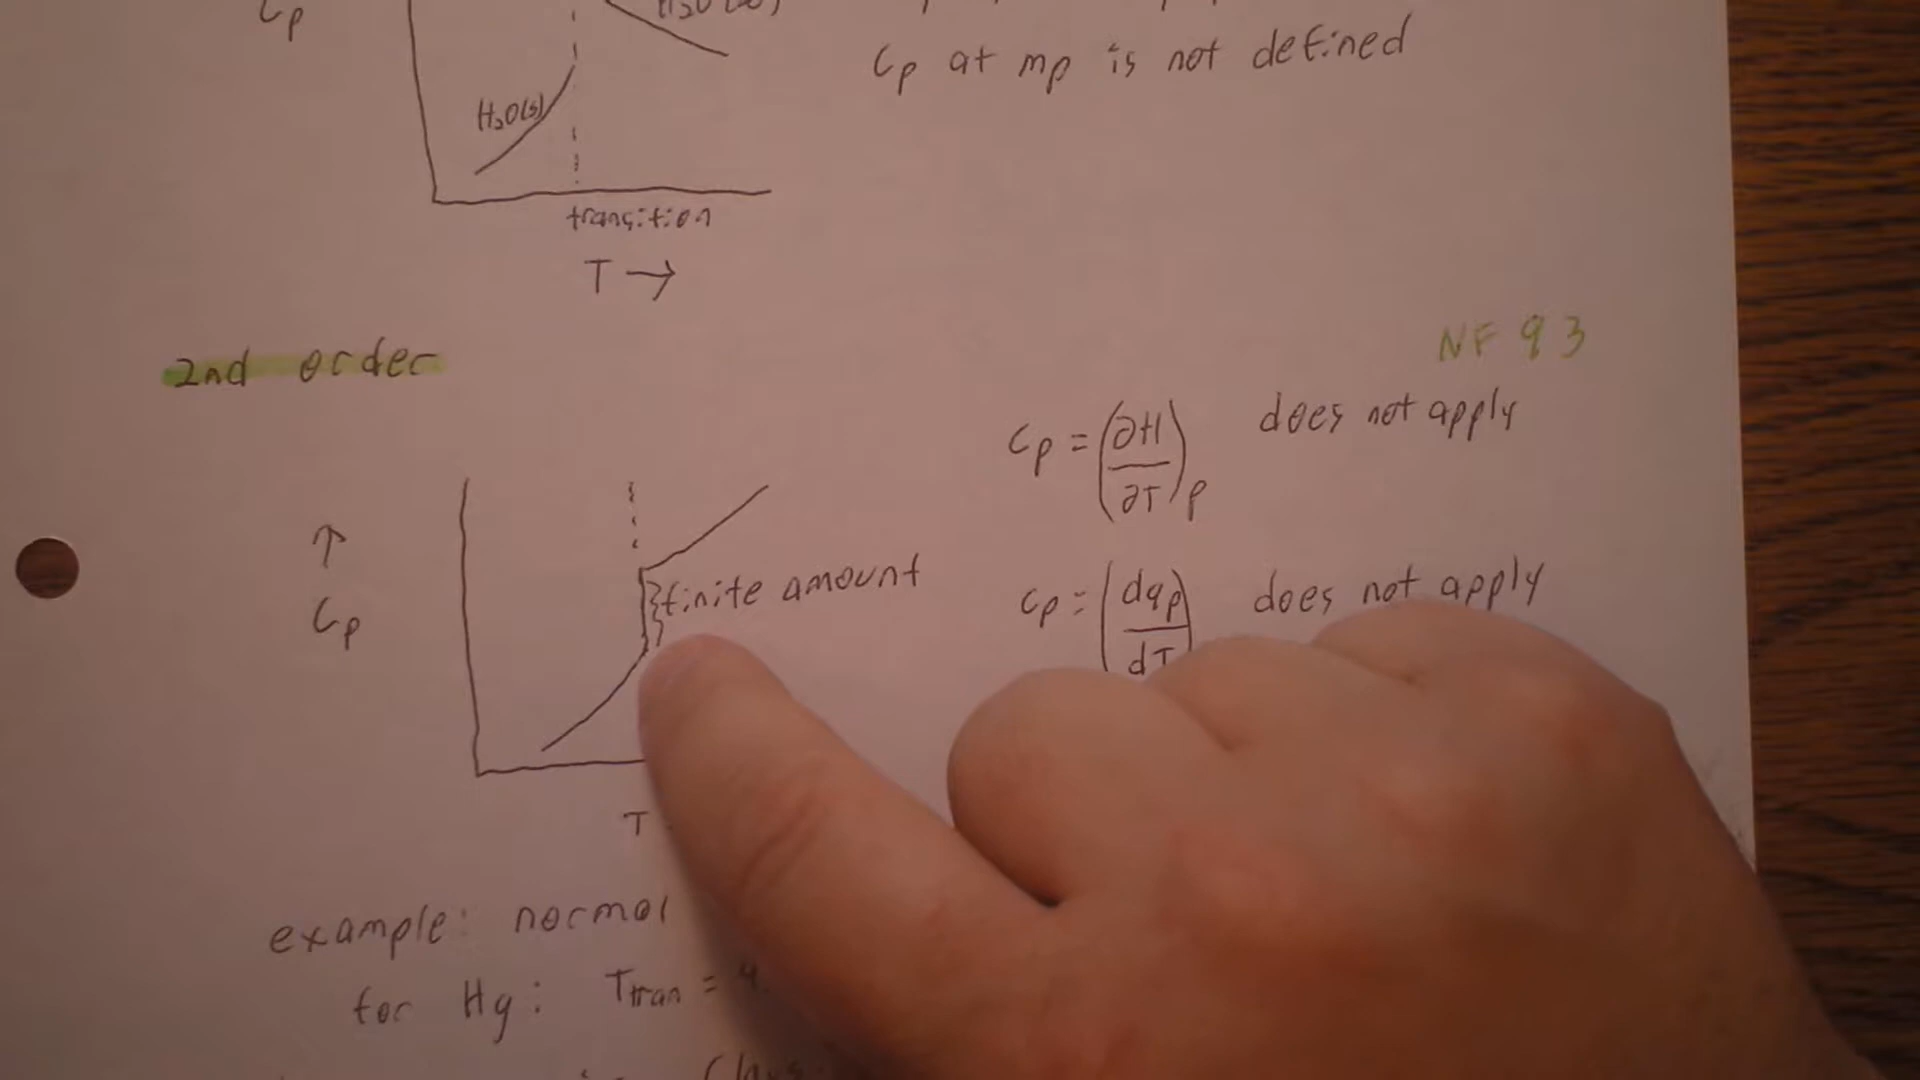 Cp
Cp at mp is not defined
H₂O(s)
transition
T →
2nd order
NF 93
Cp = (∂H/∂T)p does not apply
↑
Cp
finite amount
Cp = (dqp/dT) does not apply
T
example: normal
for Hg: Ttran = 4.